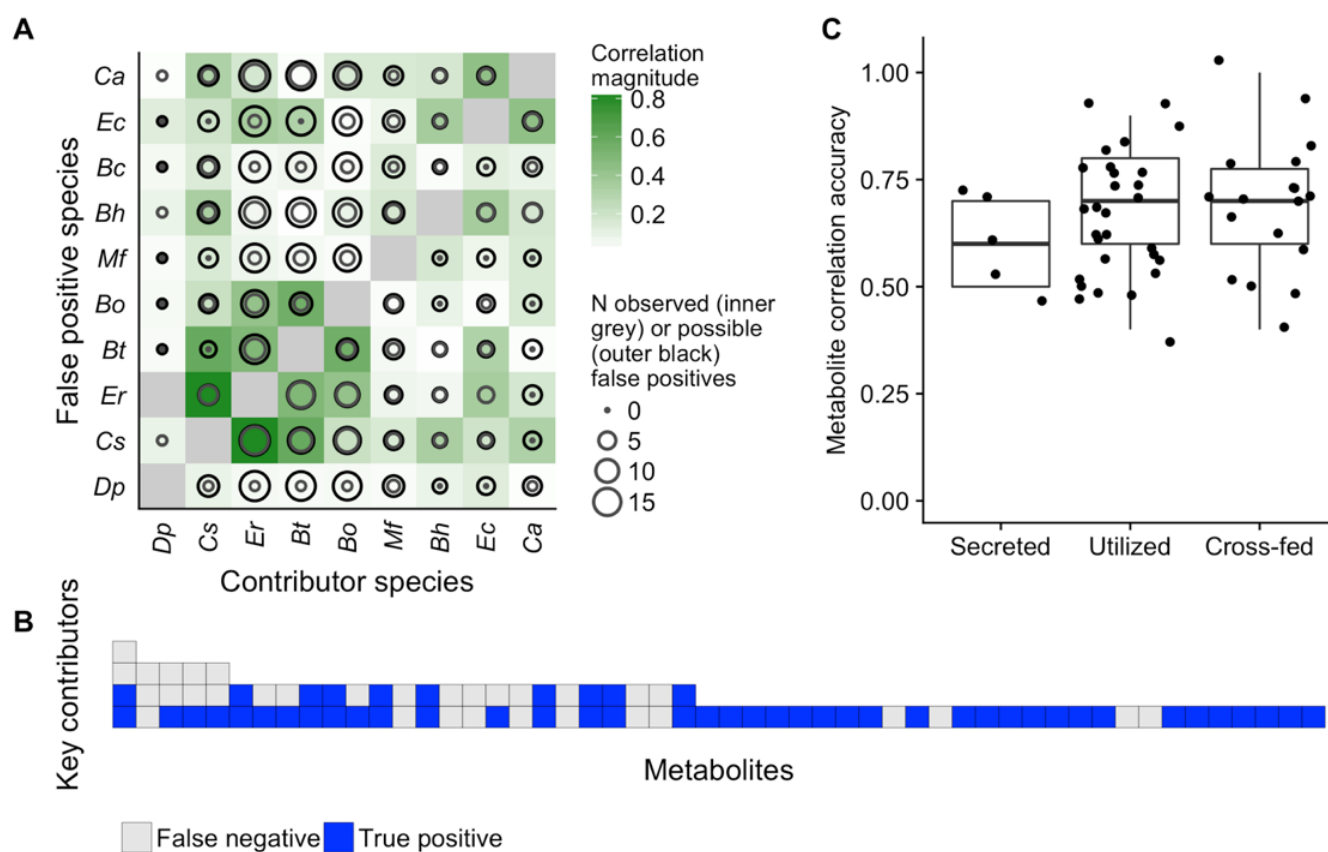 A
Ca
Ec
Bc
Bh
Mf
Bo
Bt
Er
Cs
Dp
False positive species
Dp
Cs
Er
Bt
Bo
Mf
Bh
Ec
Ca
Contributor species
Correlation
magnitude
0.8
0.6
0.4
0.2
N observed (inner
grey) or possible
(outer black)
false positives
0
5
10
15
C
Metabolite correlation accuracy
1.00
0.75
0.50
0.25
0.00
Secreted
Utilized
Cross-fed
B
Key contributors
Metabolites
False negative
True positive